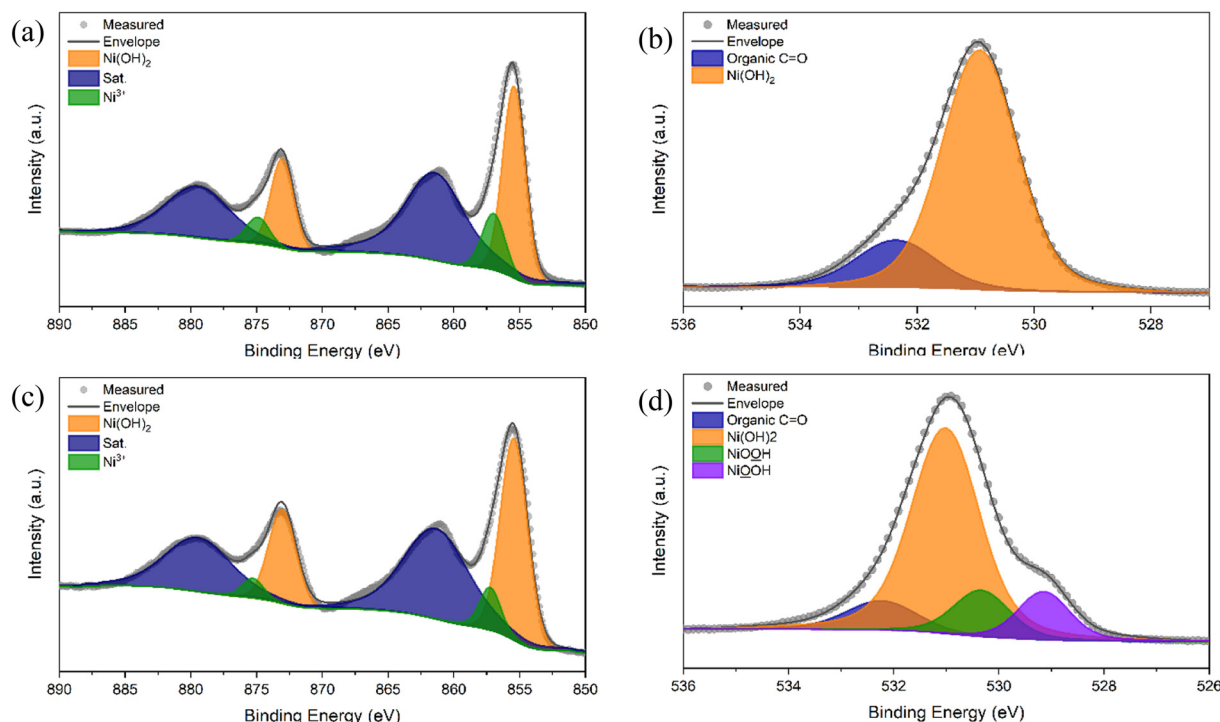 (a)
Measured
Envelope
Ni(OH)₂
Sat.
Ni³⁺
Intensity (a.u.)
890 885 880 875 870 865 860 855 850
Binding Energy (eV)
(b)
Measured
Envelope
Organic C=O
Ni(OH)₂
Intensity (a.u.)
536 534 532 530 528
Binding Energy (eV)
(c)
Measured
Envelope
Ni(OH)₂
Sat.
Ni³⁺
Intensity (a.u.)
890 885 880 875 870 865 860 855 850
Binding Energy (eV)
(d)
Measured
Envelope
Organic C=O
Ni(OH)2
NiOOH
NiOOH
Intensity (a.u.)
536 534 532 530 528 526
Binding Energy (eV)